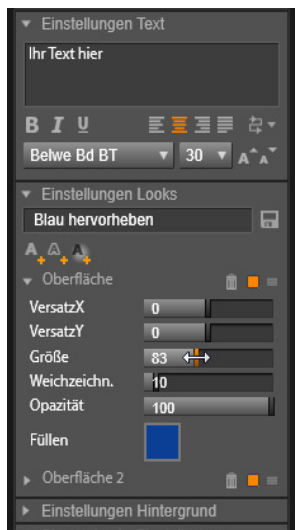 Einstellungen Text
Ihr Text hier
B I U
Belwe Bd BT 30 A A
Einstellungen Looks
Blau hervorheben
A A A
Oberfläche
VersatzX 0
VersatzY 0
Größe 83
Weichzeichn. 10
Opazität 100
Füllen
Oberfläche 2
Einstellungen Hintergrund